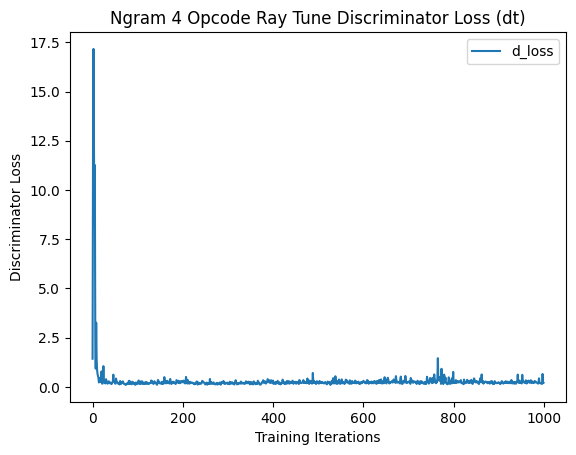 Ngram 4 Opcode Ray Tune Discriminator Loss (dt)
d_loss
17.5
15.0
12.5
10.0
7.5
5.0
2.5
0.0
Discriminator Loss
0 200 400 600 800 1000
Training Iterations